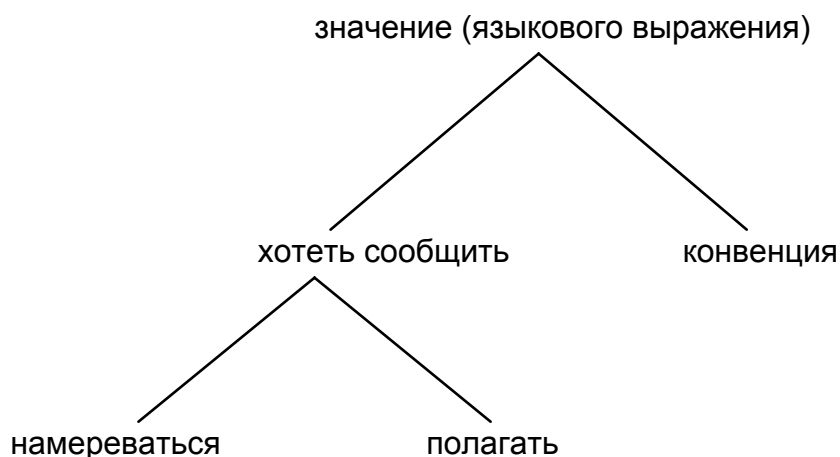 значение (языкового выражения)
хотеть сообщить
конвенция
намереваться
полагать